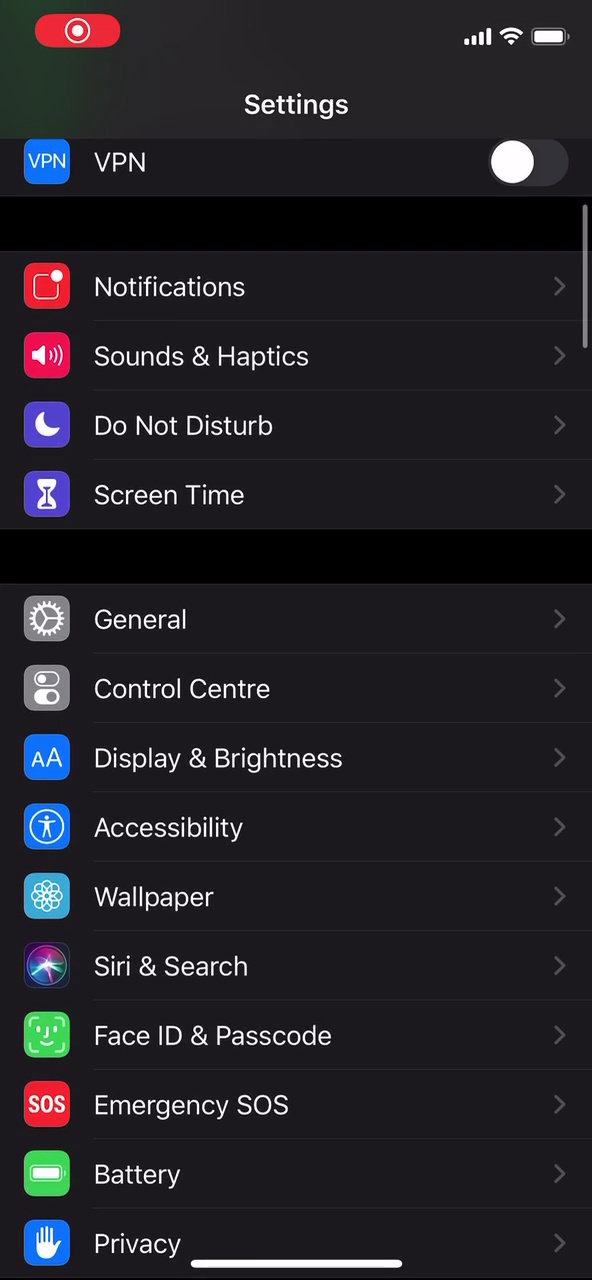 Settings
VPN VPN
Notifications
Sounds & Haptics
Do Not Disturb
Screen Time
General
Control Centre
AA Display & Brightness
Accessibility
Wallpaper
Siri & Search
Face ID & Passcode
SOS Emergency SOS
Battery
Privacy